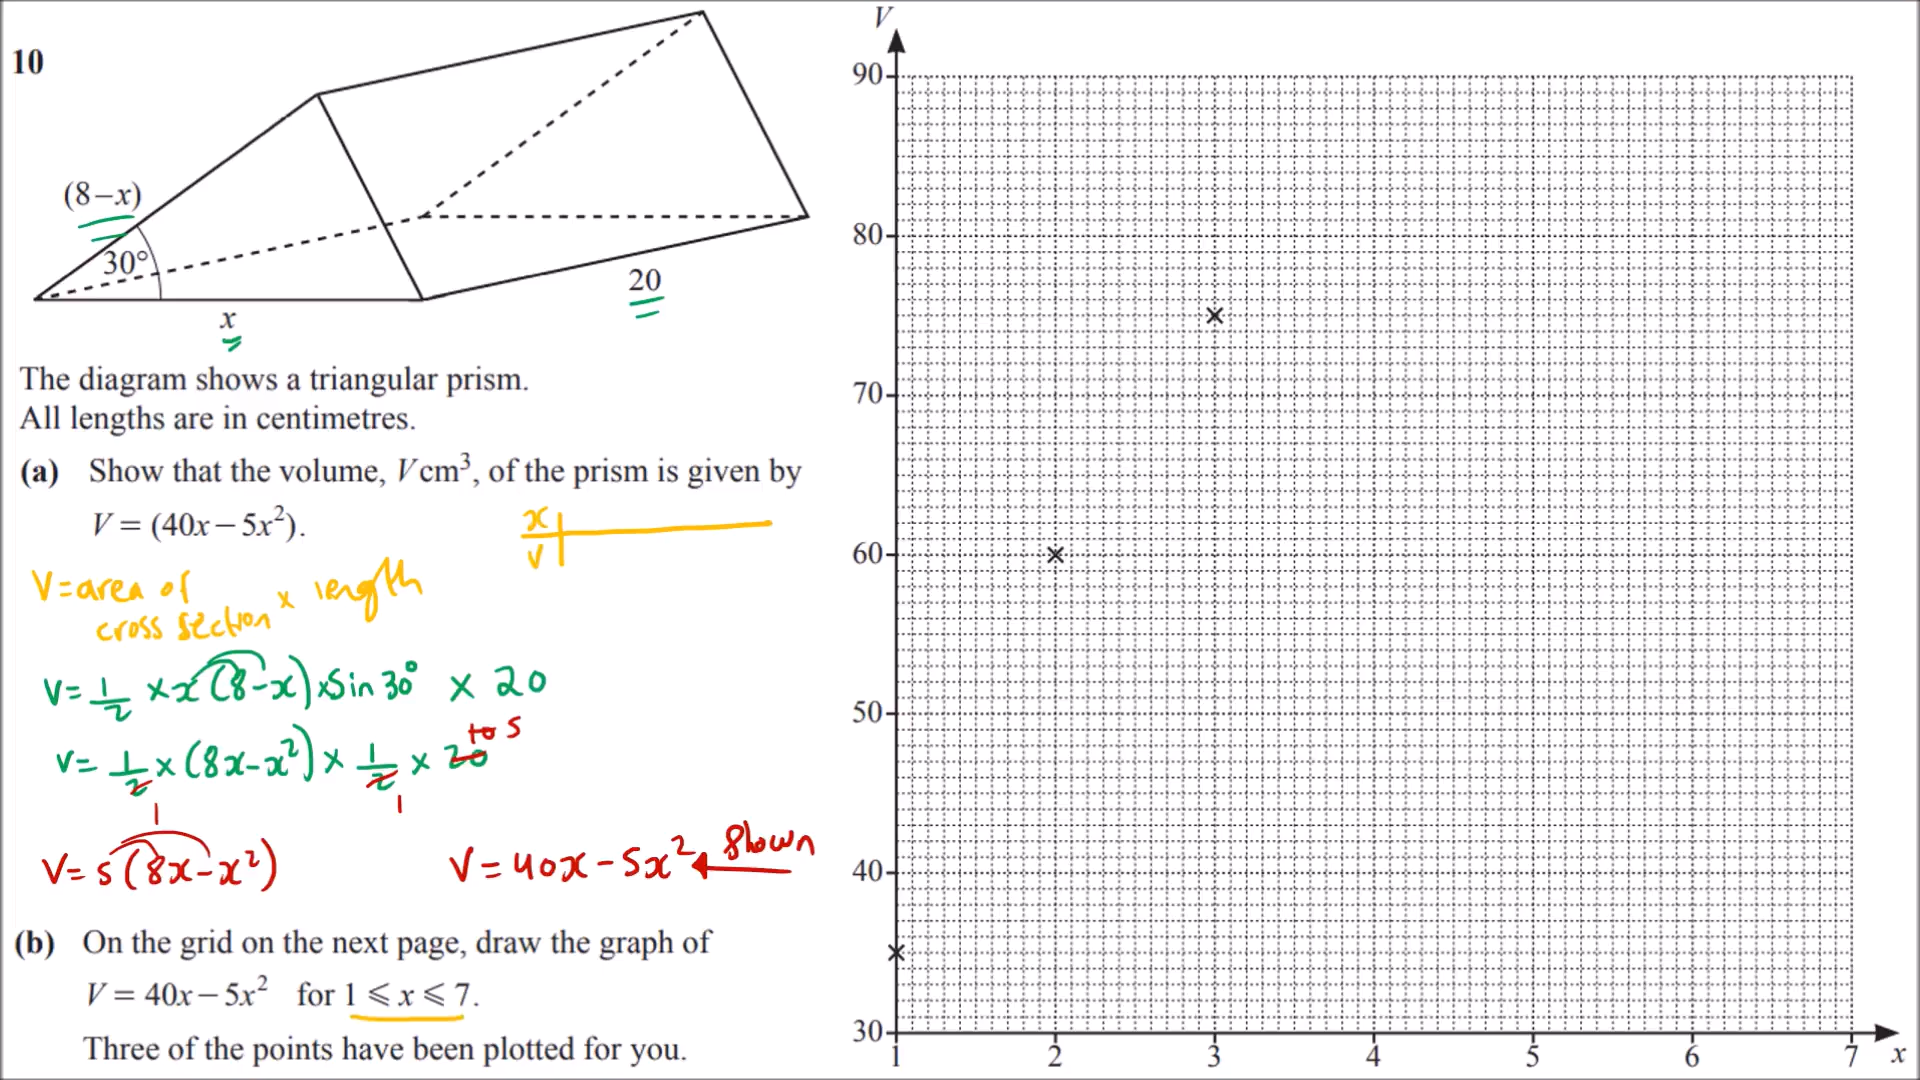 10
(8–x)
30°
x
20
The diagram shows a triangular prism.
All lengths are in centimetres.
(a) Show that the volume, V cm³, of the prism is given by
V = (40x – 5x²).
x
V
V = area of cross section × length
V = 1/2 × x(8-x) × Sin 30° × 20
V = 1/2 × (8x-x²) × 1/2 × 20
10 5
1
1
V = 5(8x-x²)
V = 40x - 5x²
Shown
(b) On the grid on the next page, draw the graph of
V = 40x – 5x² for 1 ⩽ x ⩽ 7.
Three of the points have been plotted for you.
V
90
80
70
60
50
40
30
1 2 3 4 5 6 7 x